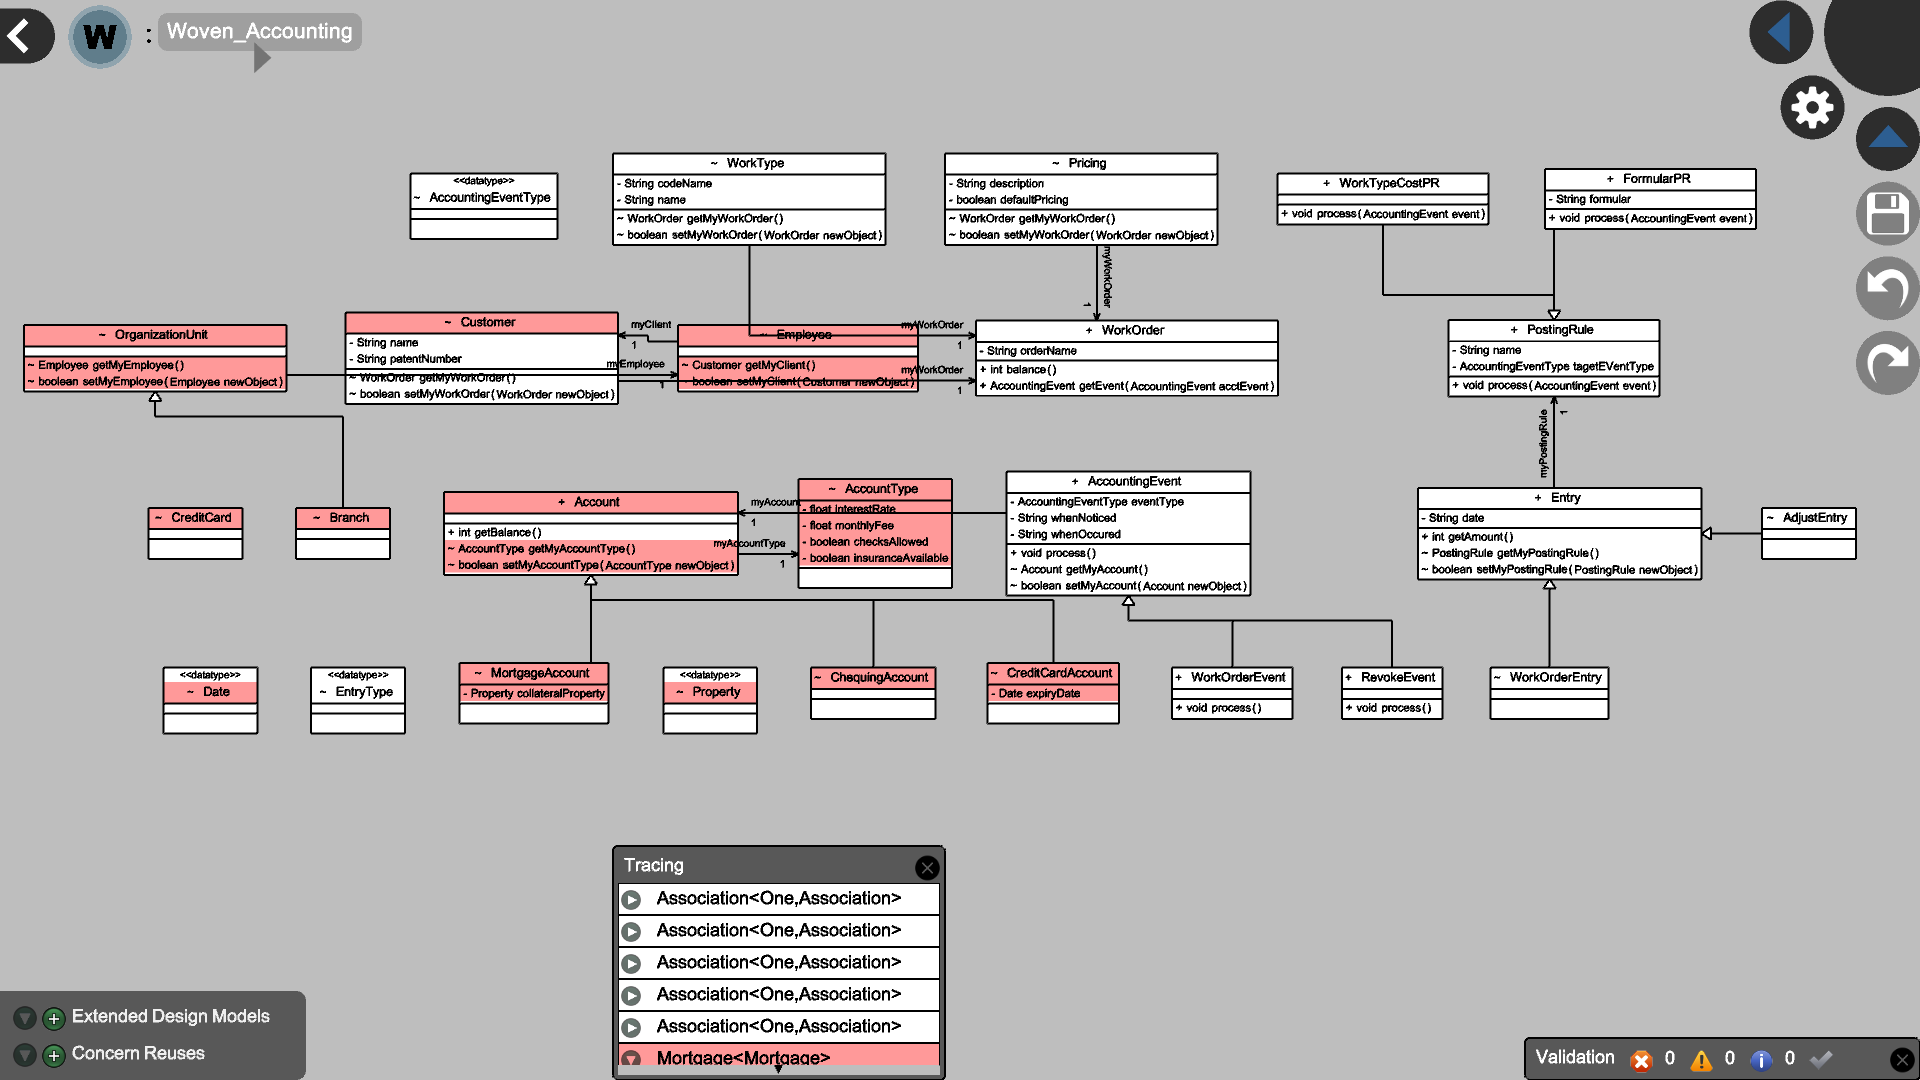 W : Woven_Accounting
~ WorkType
- String codeName
- String name
~ WorkOrder getMyWorkOrder()
~ boolean setMyWorkOrder(WorkOrder newObject)
~ Pricing
- String description
- boolean defaultPricing
~ WorkOrder getMyWorkOrder()
~ boolean setMyWorkOrder(WorkOrder newObject)
<<datatype>>
~ AccountingEventType
+ WorkTypeCostPR
+ void process(AccountingEvent event)
+ FormularPR
- String formular
+ void process(AccountingEvent event)
myWorkOrder
1
~ OrganizationUnit
~ Employee getMyEmployee()
~ boolean setMyEmployee(Employee newObject)
~ Customer
- String name
- String patentNumber
~ WorkOrder getMyWorkOrder()
~ boolean setMyWorkOrder(WorkOrder newObject)
myClient
1
myEmployee
1
~ Employee
~ Customer getMyClient()
~ boolean setMyClient(Customer newObject)
myWorkOrder
1
myWorkOrder
1
+ WorkOrder
- String orderName
+ int balance()
+ AccountingEvent getEvent(AccountingEvent acctEvent)
+ PostingRule
- String name
- AccountingEventType tagetEVentType
+ void process(AccountingEvent event)
myPostingRule
1
~ CreditCard
~ Branch
+ Account
+ int getBalance()
~ AccountType getMyAccountType()
~ boolean setMyAccountType(AccountType newObject)
myAccount
1
myAccountType
1
~ AccountType
- float interestRate
- float monthlyFee
- boolean checksAllowed
- boolean insuranceAvailable
+ AccountingEvent
- AccountingEventType eventType
- String whenNoticed
- String whenOccured
+ void process()
~ Account getMyAccount()
~ boolean setMyAccount(Account newObject)
+ Entry
- String date
+ int getAmount()
~ PostingRule getMyPostingRule()
~ boolean setMyPostingRule(PostingRule newObject)
~ AdjustEntry
<<datatype>>
~ Date
<<datatype>>
~ EntryType
~ MortgageAccount
- Property collateralProperty
<<datatype>>
~ Property
~ ChequingAccount
~ CreditCardAccount
- Date expiryDate
+ WorkOrderEvent
+ void process()
+ RevokeEvent
+ void process()
~ WorkOrderEntry
Tracing
Association<One,Association>
Association<One,Association>
Association<One,Association>
Association<One,Association>
Association<One,Association>
Mortgage<Mortgage>
Extended Design Models
Concern Reuses
Validation 0 0 0